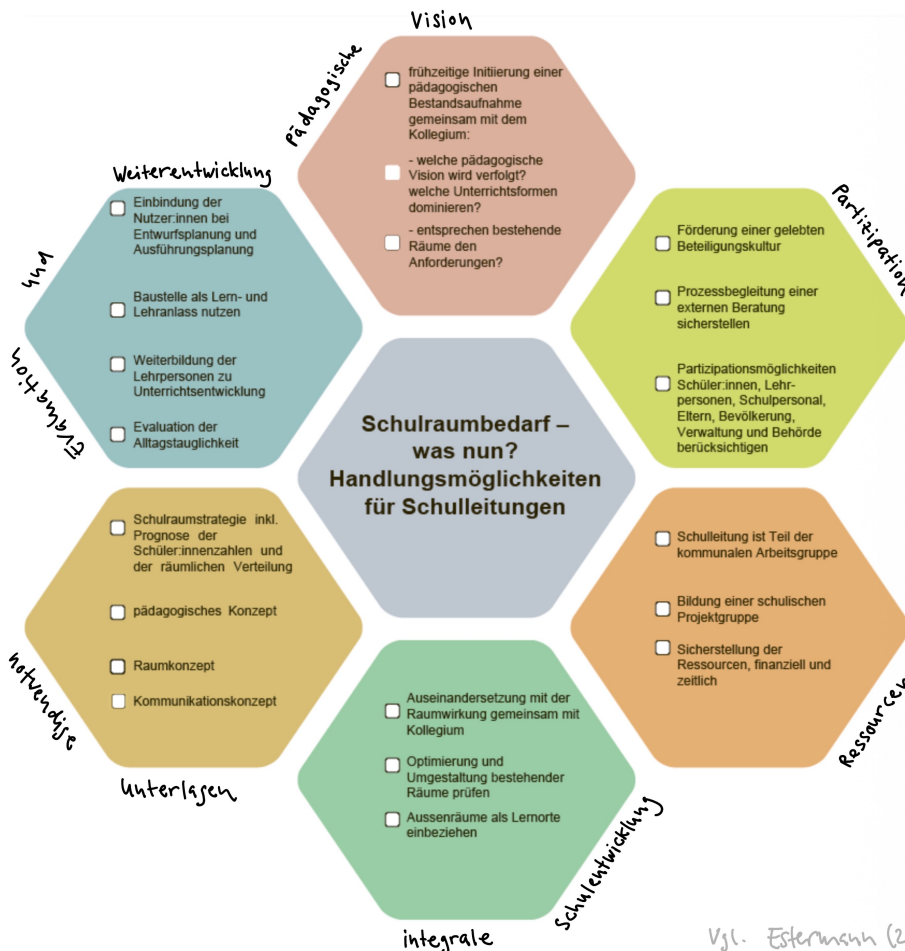 Pädagogische Vision
frühzeitige Initiierung einer
pädagogischen
Bestandsaufnahme
gemeinsam mit dem
Kollegium:
- welche pädagogische
Vision wird verfolgt?
welche Unterrichtsformen
dominieren?
- entsprechen bestehende
Räume den
Anforderungen?
Partizipation
Förderung einer gelebten
Beteiligungskultur
Prozessbegleitung einer
externen Beratung
sicherstellen
Partizipationsmöglichkeiten
Schüler:innen, Lehr-
personen, Schulpersonal,
Eltern, Bevölkerung,
Verwaltung und Behörde
berücksichtigen
Ressourcen
Schulleitung ist Teil der
kommunalen Arbeitsgruppe
Bildung einer schulischen
Projektgruppe
Sicherstellung der
Ressourcen, finanziell und
zeitlich
integrale Schulentwicklung
Auseinandersetzung mit der
Raumwirkung gemeinsam mit
Kollegium
Optimierung und
Umgestaltung bestehender
Räume prüfen
Aussenräume als Lernorte
einbeziehen
notwendige Unterlagen
Schulraumstrategie inkl.
Prognose der
Schüler:innenzahlen und
der räumlichen Verteilung
pädagogisches Konzept
Raumkonzept
Kommunikationskonzept
Evaluation und Weiterentwicklung
Einbindung der
Nutzer:innen bei
Entwurfsplanung und
Ausführungsplanung
Baustelle als Lern- und
Lehranlass nutzen
Weiterbildung der
Lehrpersonen zu
Unterrichtsentwicklung
Evaluation der
Alltagstauglichkeit
Schulraumbedarf –
was nun?
Handlungsmöglichkeiten
für Schulleitungen
Vgl. Estermann (2